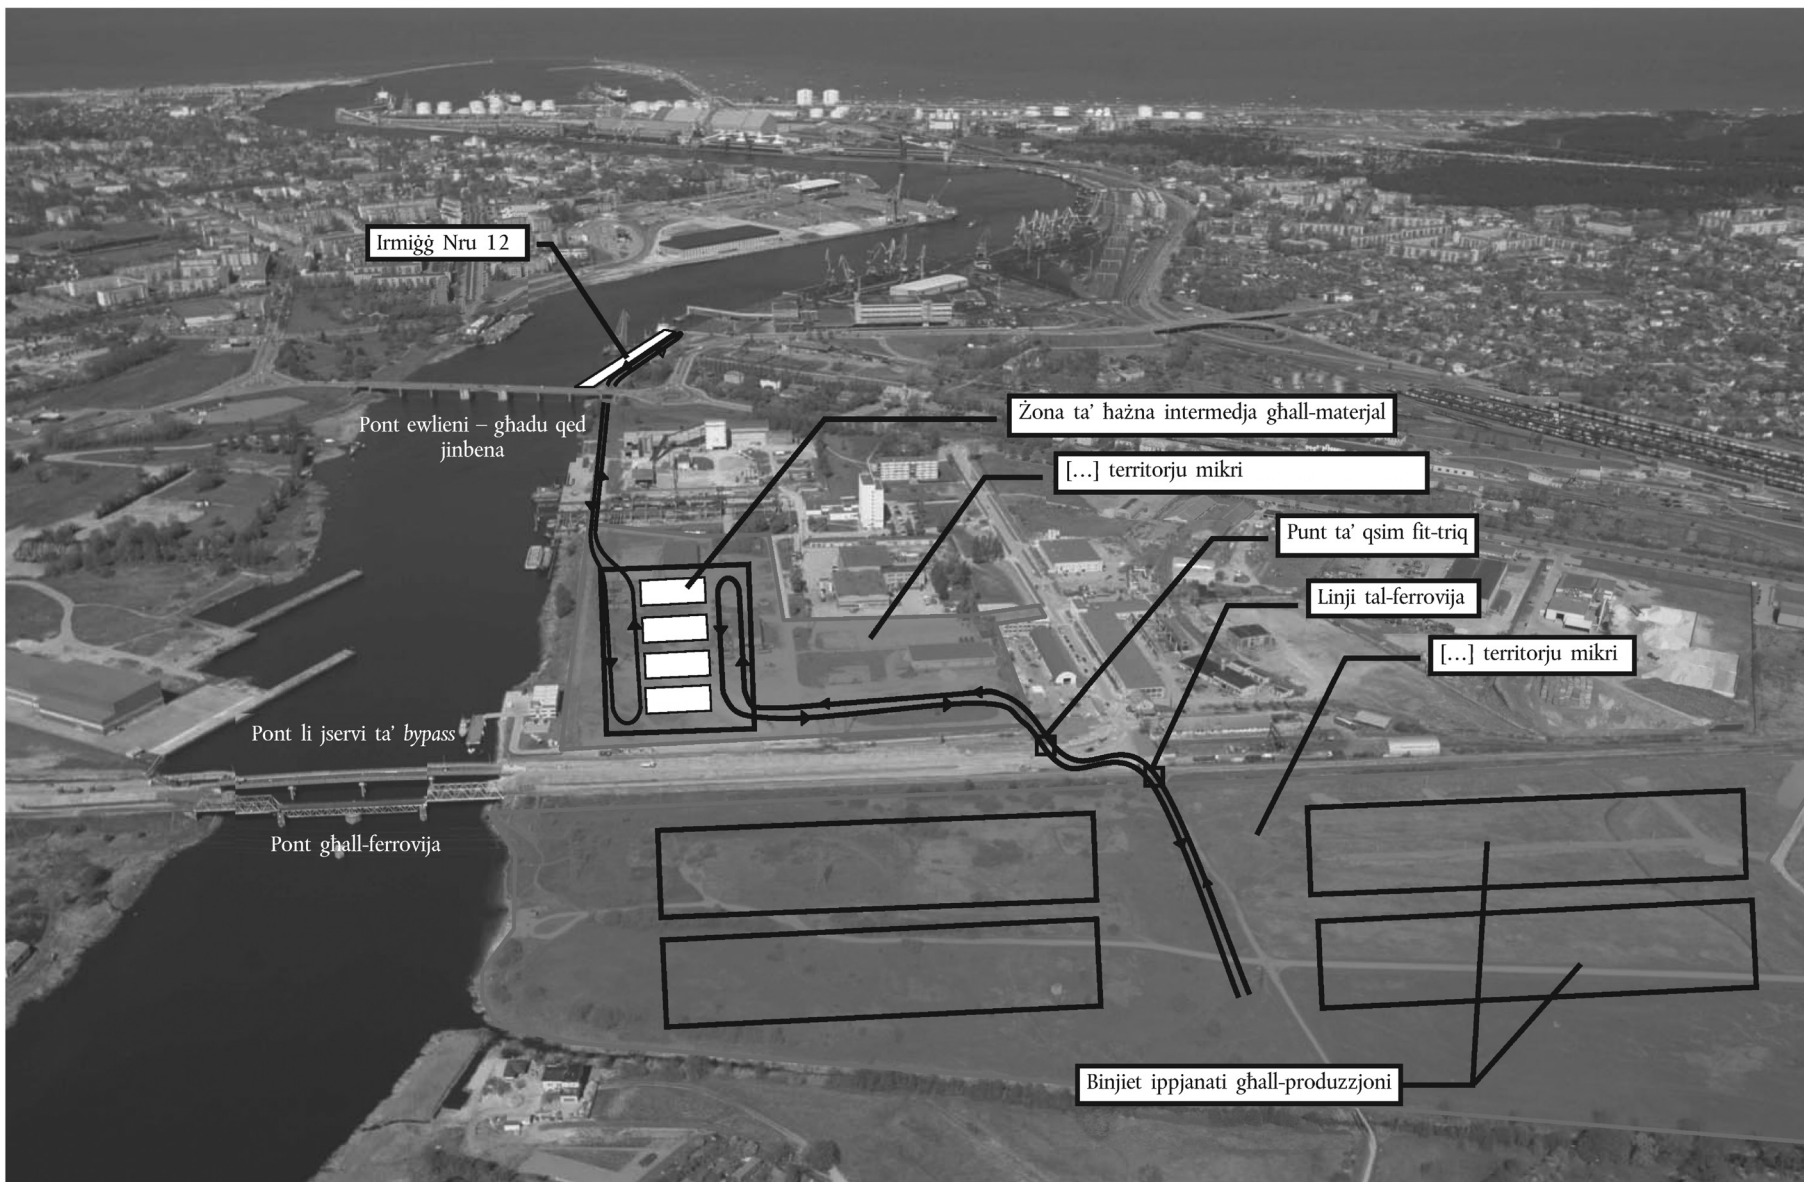 Irmiġġ Nru 12
Pont ewlieni – għadu qed
jinbena
Żona ta’ ħażna intermedja għall-materjal
[…] territorju mikri
Punt ta’ qsim fit-triq
Linji tal-ferrovija
[…] territorju mikri
Pont li jservi ta’ bypass
Pont għall-ferrovija
Binjiet ippjanati għall-produzzjoni